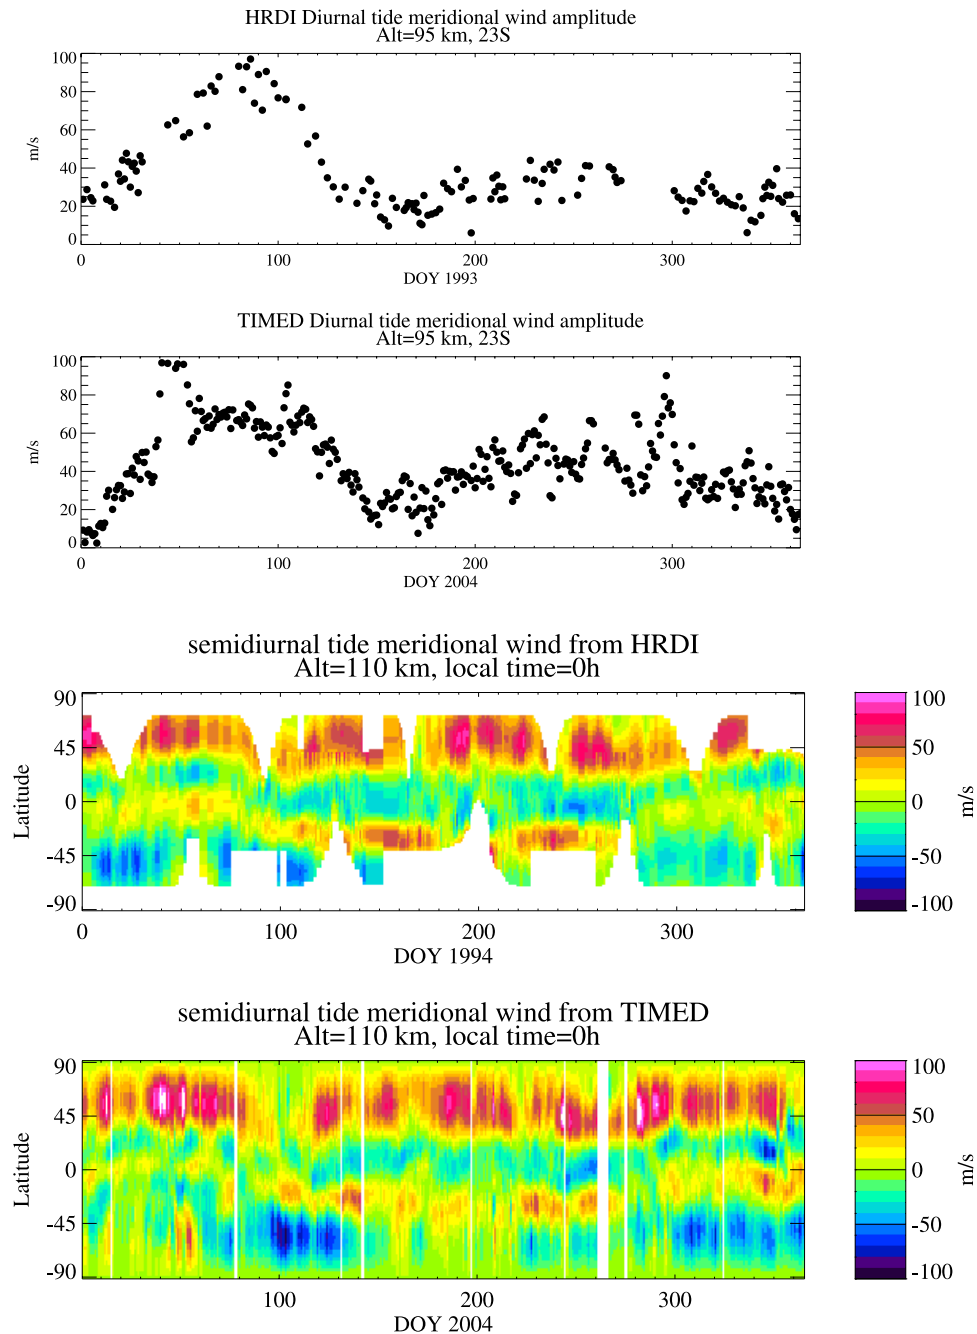 HRDI Diurnal tide meridional wind amplitude
Alt=95 km, 23S
100
80
60
40
20
0
m/s
0 100 200 300
DOY 1993
TIMED Diurnal tide meridional wind amplitude
Alt=95 km, 23S
100
80
60
40
20
0
m/s
0 100 200 300
DOY 2004
semidiurnal tide meridional wind from HRDI
Alt=110 km, local time=0h
90
45
0
-45
-90
Latitude
0 100 200 300
DOY 1994
100
50
0
-50
-100
m/s
semidiurnal tide meridional wind from TIMED
Alt=110 km, local time=0h
90
45
0
-45
-90
Latitude
100 200 300
DOY 2004
100
50
0
-50
-100
m/s